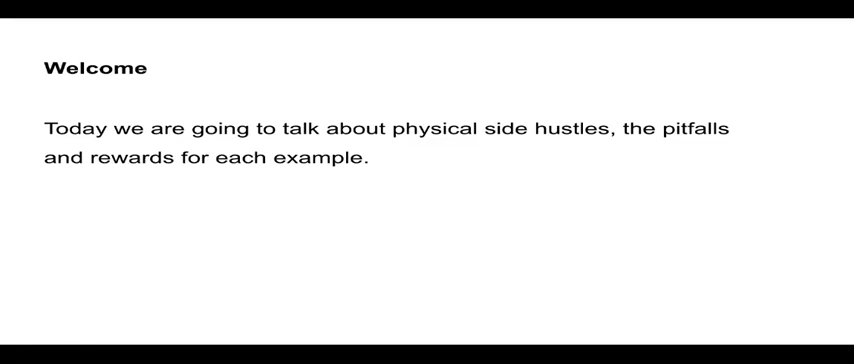 Welcome
Today we are going to talk about physical side hustles, the pitfalls
and rewards for each example.